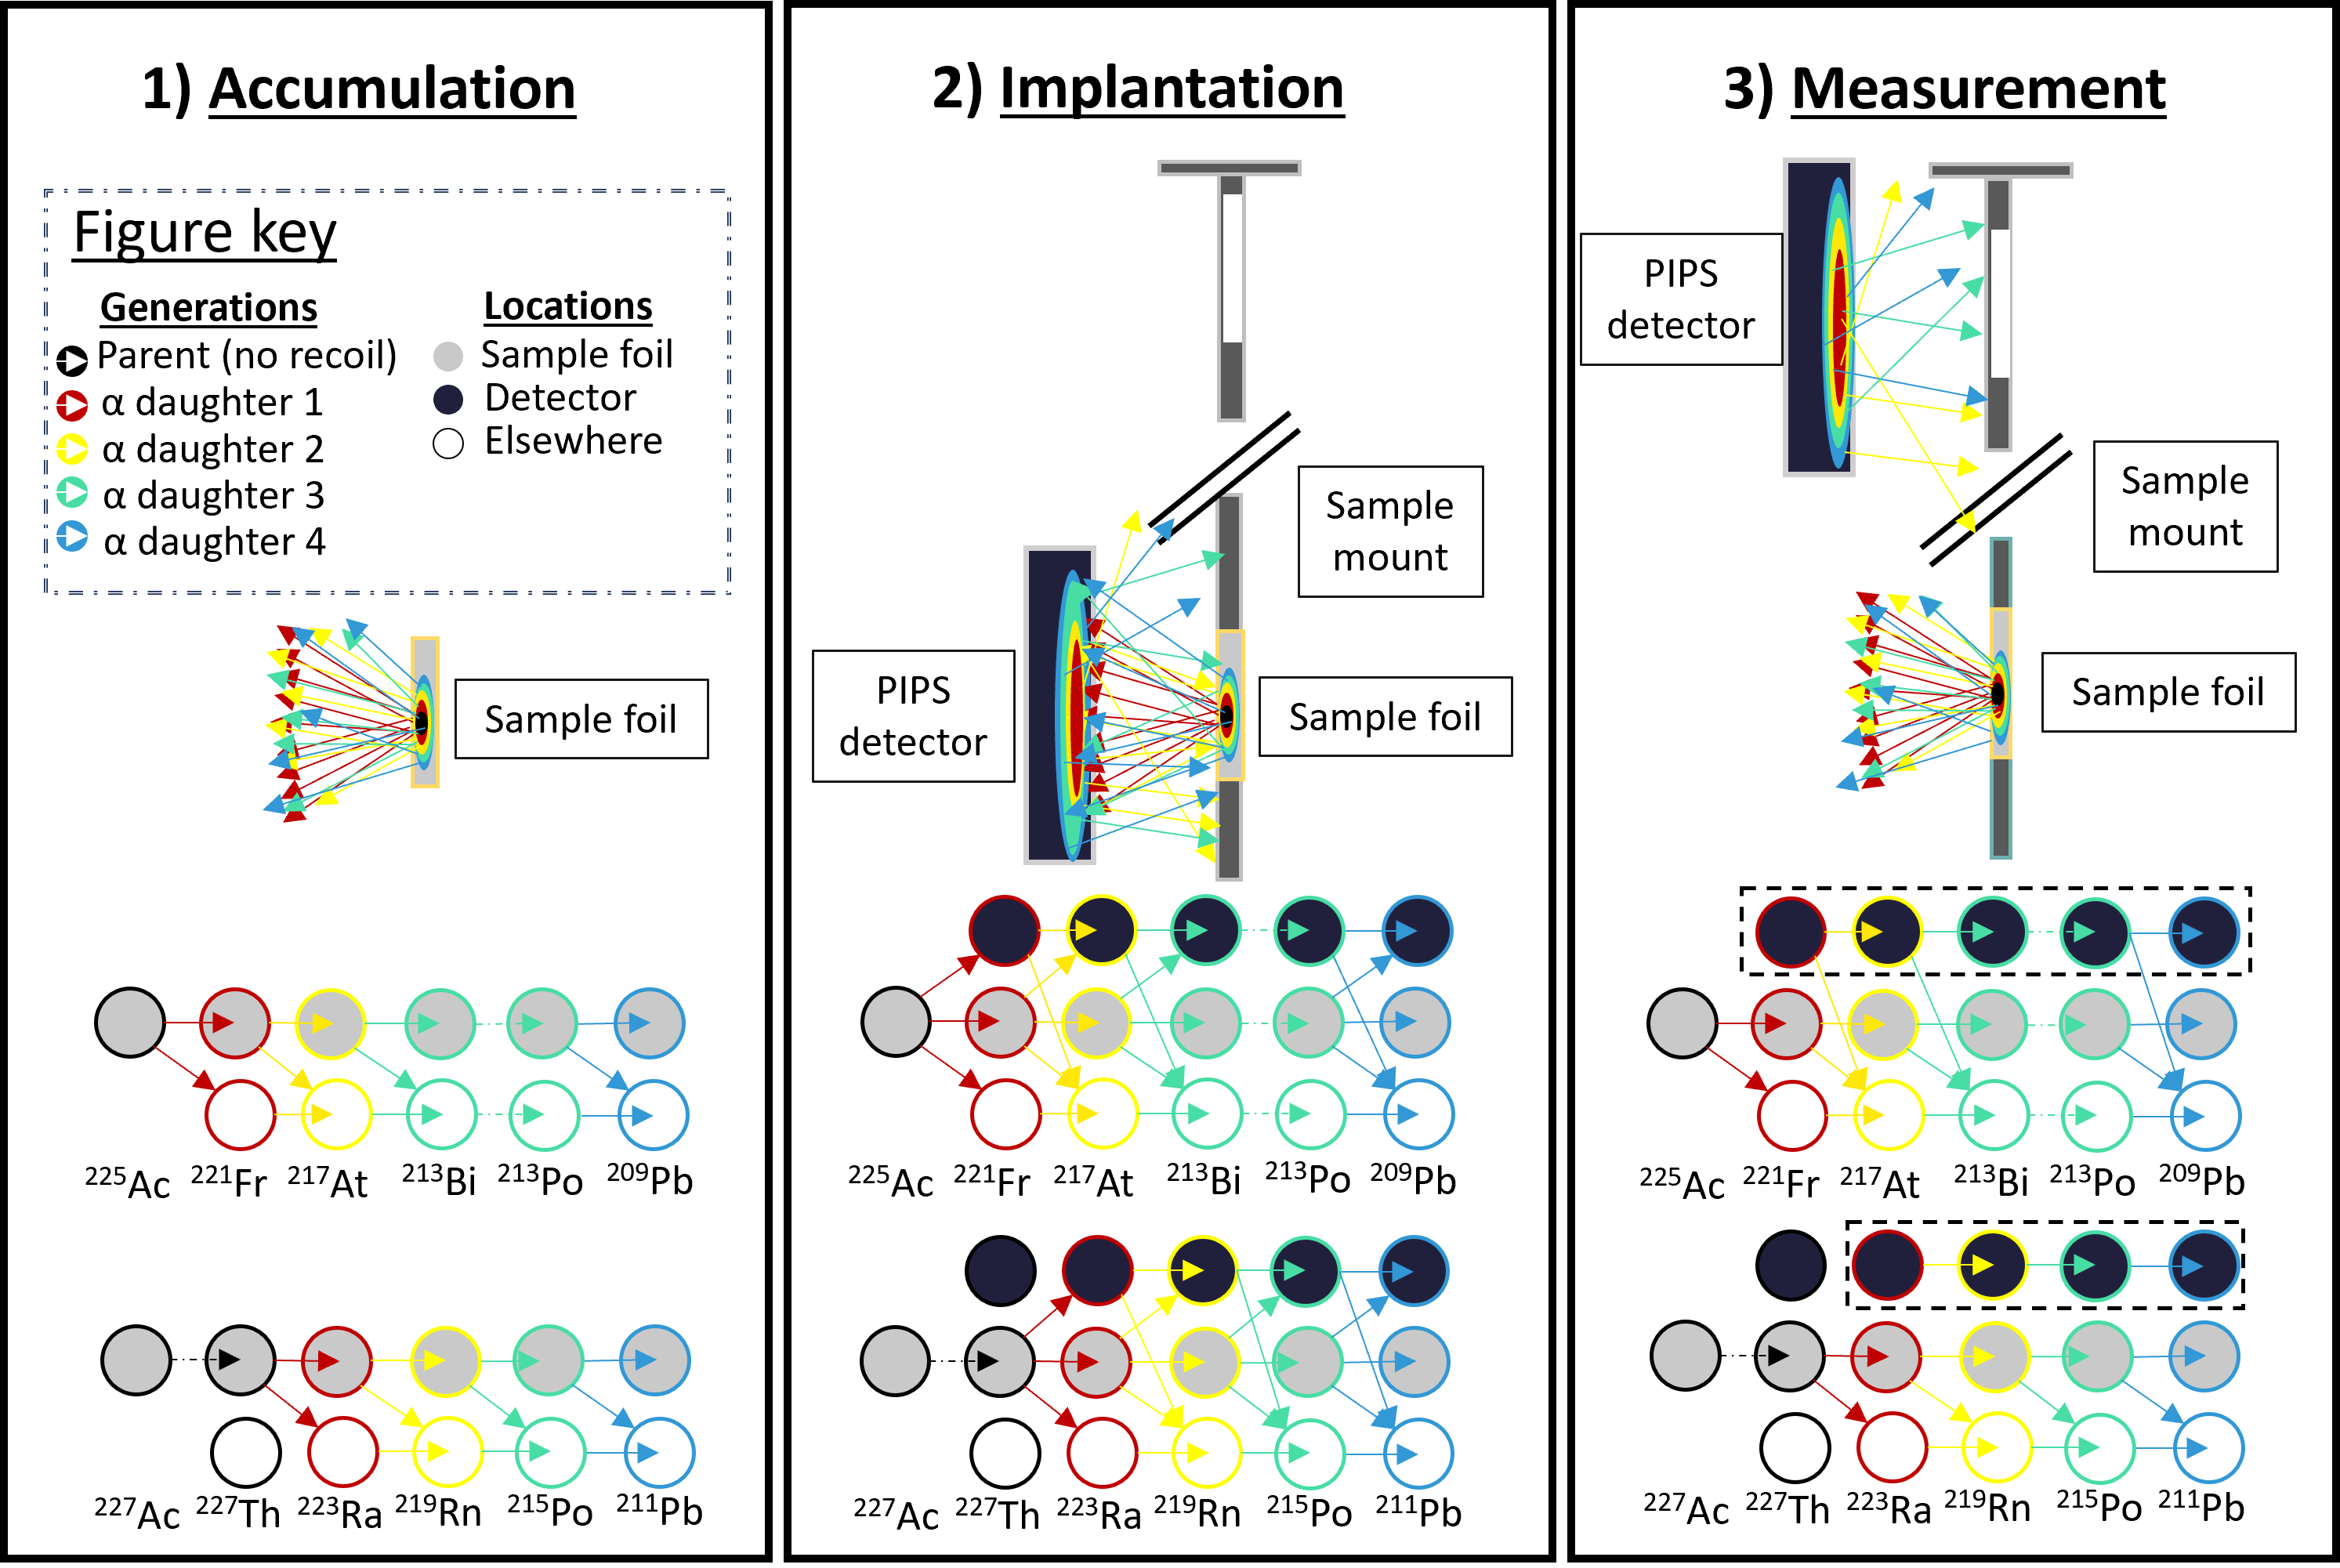 1) Accumulation
Figure key
Generations
Parent (no recoil)
α daughter 1
α daughter 2
α daughter 3
α daughter 4
Locations
Sample foil
Detector
Elsewhere
Sample foil
²²⁵Ac ²²¹Fr ²¹⁷At ²¹³Bi ²¹³Po ²⁰⁹Pb
²²⁷Ac ²²⁷Th ²²³Ra ²¹⁹Rn ²¹⁵Po ²¹¹Pb
2) Implantation
Sample
mount
PIPS
detector
Sample foil
²²⁵Ac ²²¹Fr ²¹⁷At ²¹³Bi ²¹³Po ²⁰⁹Pb
²²⁷Ac ²²⁷Th ²²³Ra ²¹⁹Rn ²¹⁵Po ²¹¹Pb
3) Measurement
PIPS
detector
Sample
mount
Sample foil
²²⁵Ac ²²¹Fr ²¹⁷At ²¹³Bi ²¹³Po ²⁰⁹Pb
²²⁷Ac ²²⁷Th ²²³Ra ²¹⁹Rn ²¹⁵Po ²¹¹Pb